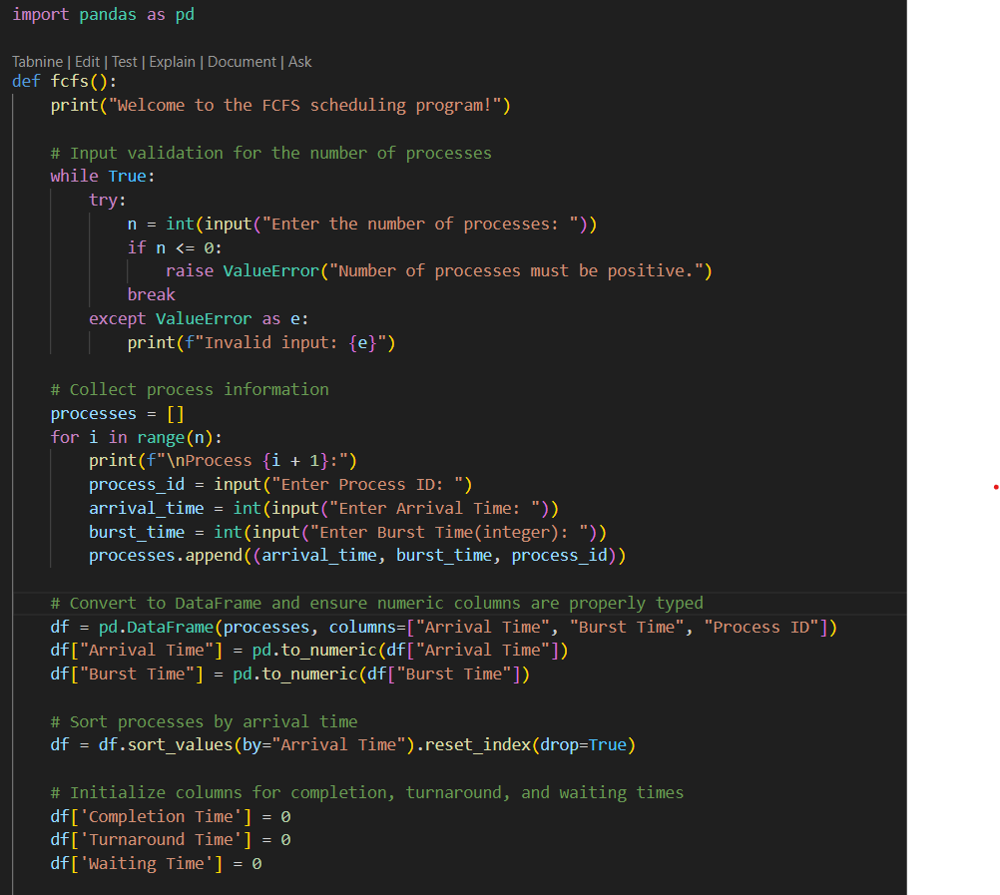 import pandas as pd
Tabnine | Edit | Test | Explain | Document | Ask
def fcfs():
    print("Welcome to the FCFS scheduling program!")
    # Input validation for the number of processes
    while True:
        try:
            n = int(input("Enter the number of processes: "))
            if n <= 0:
                raise ValueError("Number of processes must be positive.")
            break
        except ValueError as e:
            print(f"Invalid input: {e}")
    # Collect process information
    processes = []
    for i in range(n):
        print(f"\nProcess {i + 1}:")
        process_id = input("Enter Process ID: ")
        arrival_time = int(input("Enter Arrival Time: "))
        burst_time = int(input("Enter Burst Time(integer): "))
        processes.append((arrival_time, burst_time, process_id))
    # Convert to DataFrame and ensure numeric columns are properly typed
    df = pd.DataFrame(processes, columns=["Arrival Time", "Burst Time", "Process ID"])
    df["Arrival Time"] = pd.to_numeric(df["Arrival Time"])
    df["Burst Time"] = pd.to_numeric(df["Burst Time"])
    # Sort processes by arrival time
    df = df.sort_values(by="Arrival Time").reset_index(drop=True)
    # Initialize columns for completion, turnaround, and waiting times
    df['Completion Time'] = 0
    df['Turnaround Time'] = 0
    df['Waiting Time'] = 0